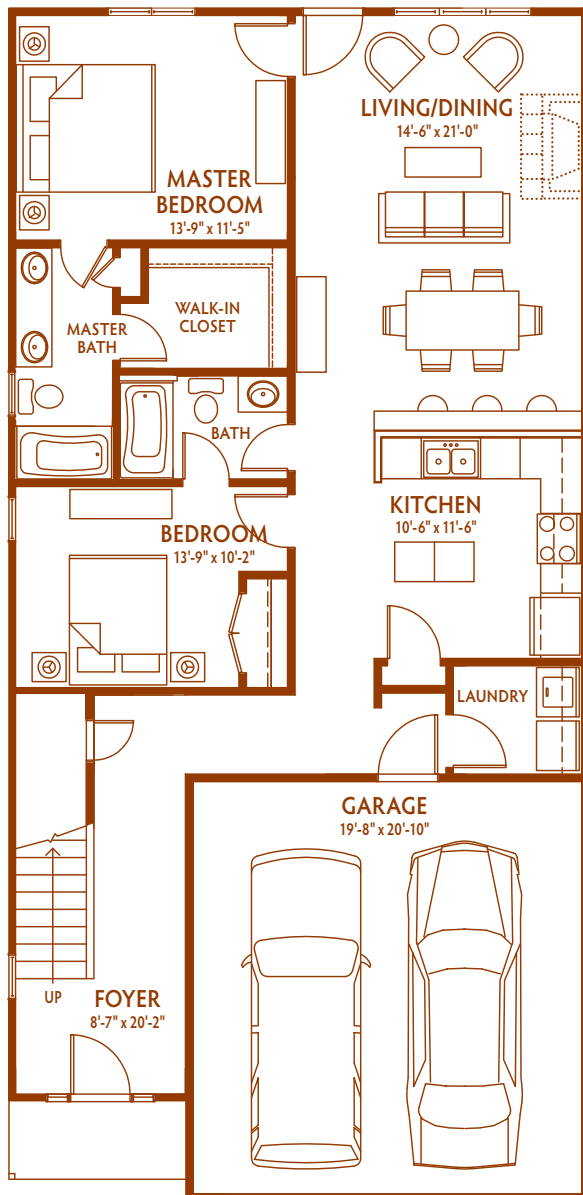 LIVING/DINING
14'-6" x 21'-0"
MASTER
BEDROOM
13'-9" x 11'-5"
WALK-IN
CLOSET
MASTER
BATH
BATH
KITCHEN
10'-6" x 11'-6"
BEDROOM
13'-9" x 10'-2"
LAUNDRY
GARAGE
19'-8" x 20'-10"
UP
FOYER
8'-7" x 20'-2"